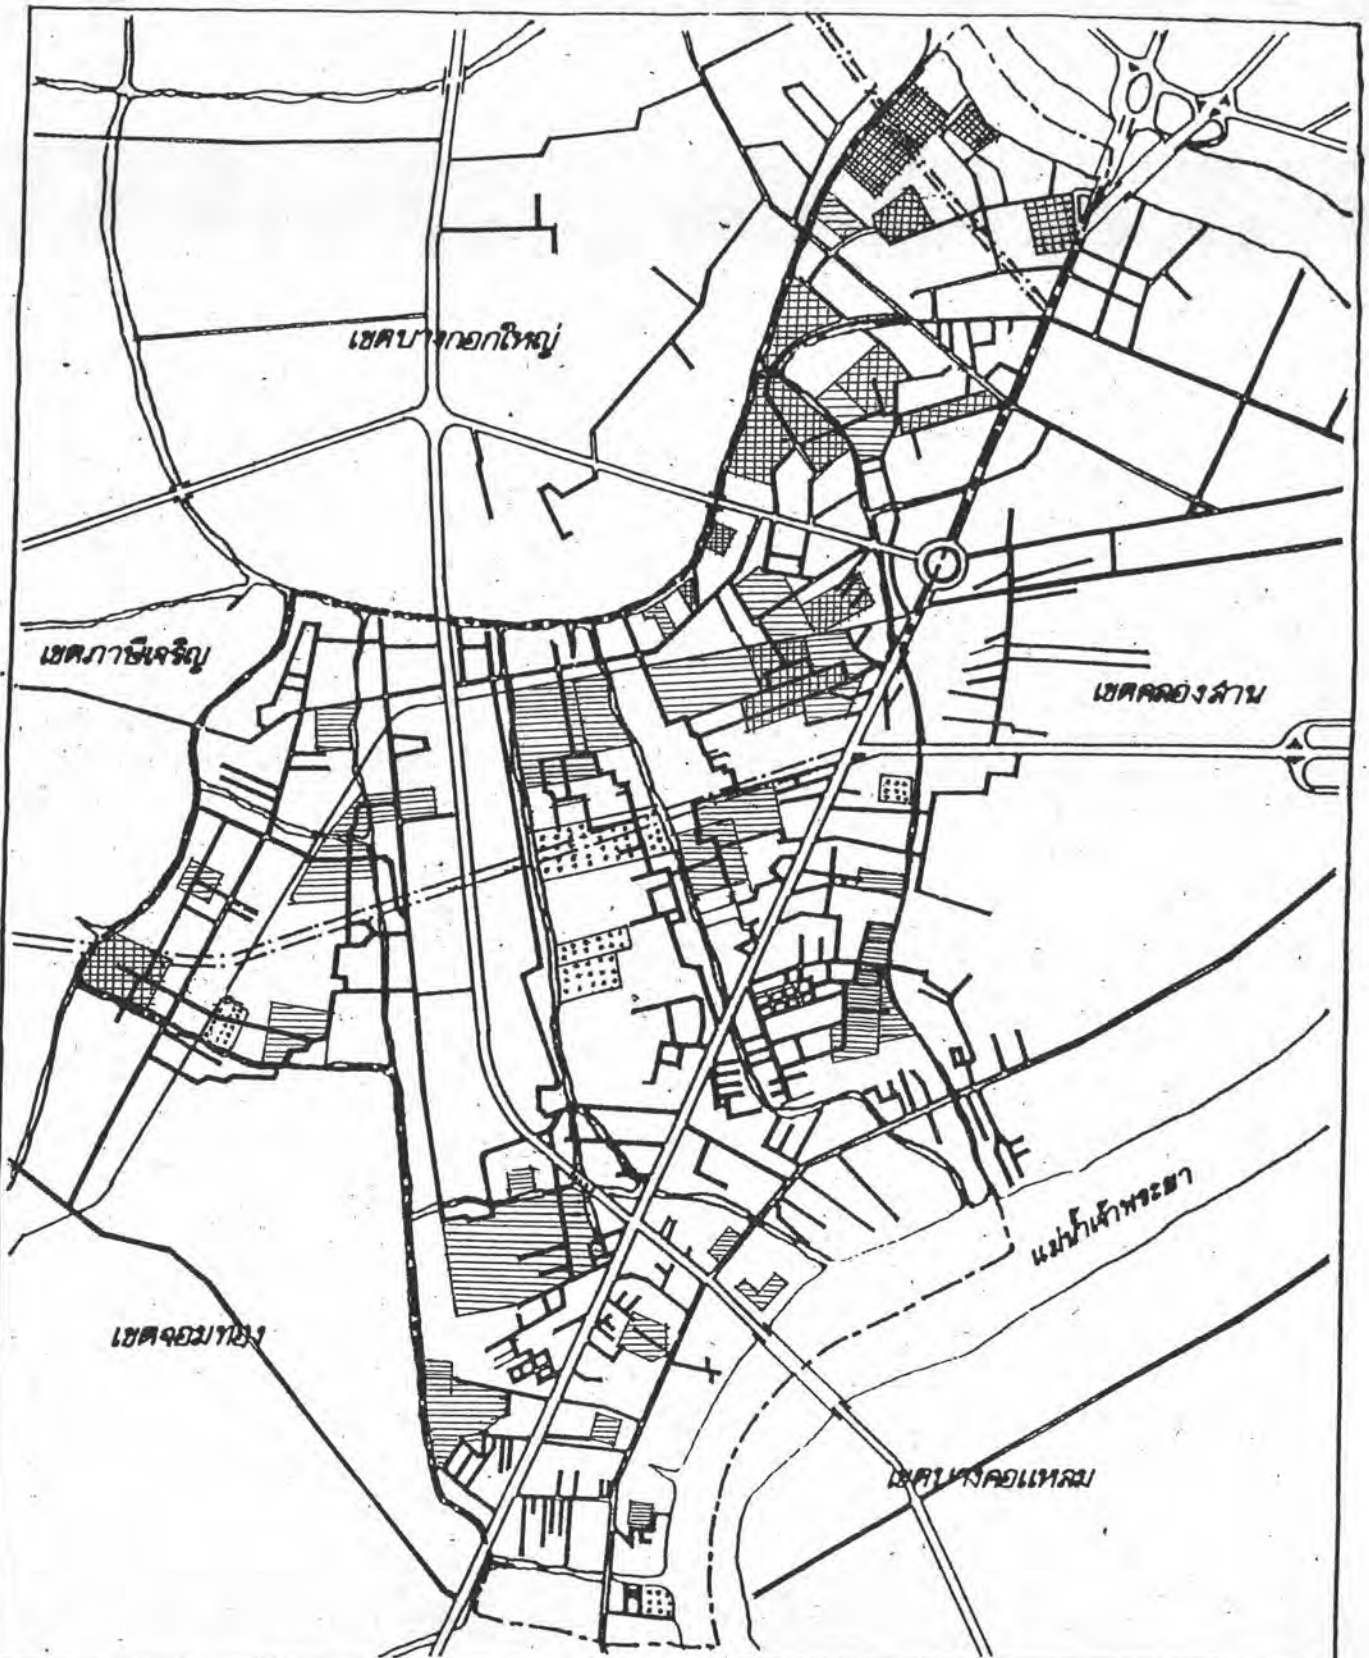 เขตบางกอกใหญ่
เขตภาษีเจริญ
เขตคลองสาน
แม่น้ำเจ้าพระยา
เขตจอมทอง
เขตบางคอแหลม